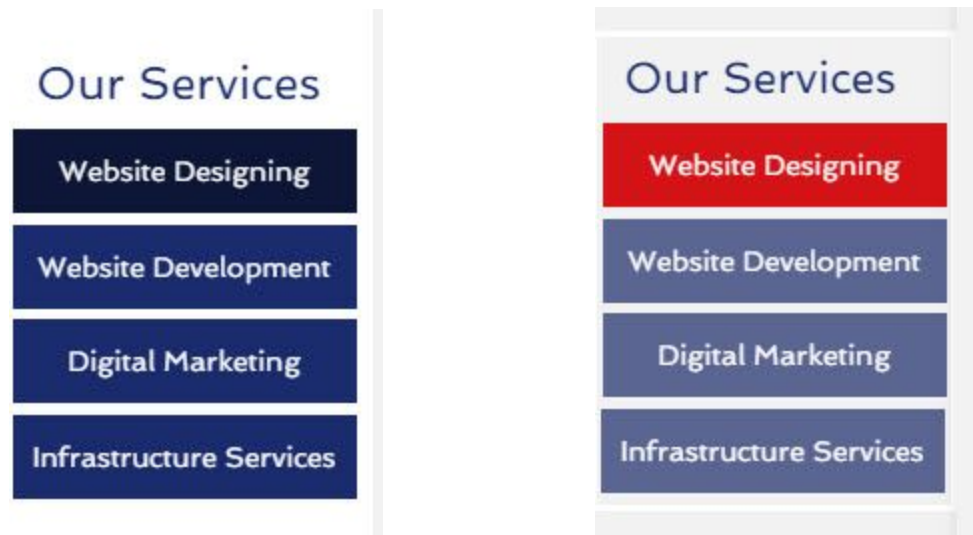 Our Services
Website Designing
Website Development
Digital Marketing
Infrastructure Services
Our Services
Website Designing
Website Development
Digital Marketing
Infrastructure Services